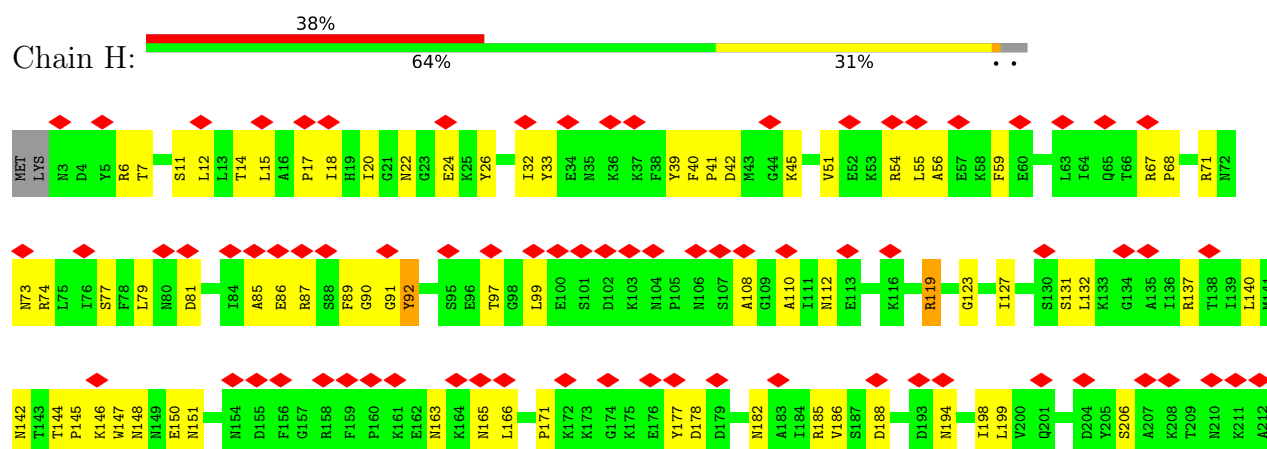 38%
Chain H:
64% 31% • •
MET LYS N3 D4 Y5 R6 T7 S11 L12 L13 T14 L15 A16 P17 I18 H19 I20 G21 N22 G23 E24 K25 Y26 I32 Y33 E34 N35 K36 K37 F38 Y39 F40 P41 D42 M43 G44 K45 V51 E52 K53 R54 L55 A56 E57 K58 F59 E60 L63 I64 Q65 T66 R67 P68 R71 N72
N73 R74 L75 I76 S77 F78 L79 N80 D81 I84 A85 E86 R87 S88 F89 G90 G91 Y92 S95 E96 T97 G98 L99 E100 S101 D102 K103 N104 P105 N106 S107 A108 G109 A110 I111 N112 E113 K116 R119 G123 I127 S130 S131 L132 K133 G134 A135 I136 R137 T138 I139 L140
N142 T143 T144 P145 K146 W147 N148 N149 E150 N151 N154 D155 F156 G157 R158 F159 P160 K161 E162 N163 K164 N165 L166 P171 K172 K173 G174 K175 E176 Y177 D178 D179 N182 A183 I184 R185 V186 S187 D188 D193 N194 I198 L199 V200 Q201 D204 Y205 S206 A207 K208 T209 N210 K211 A212